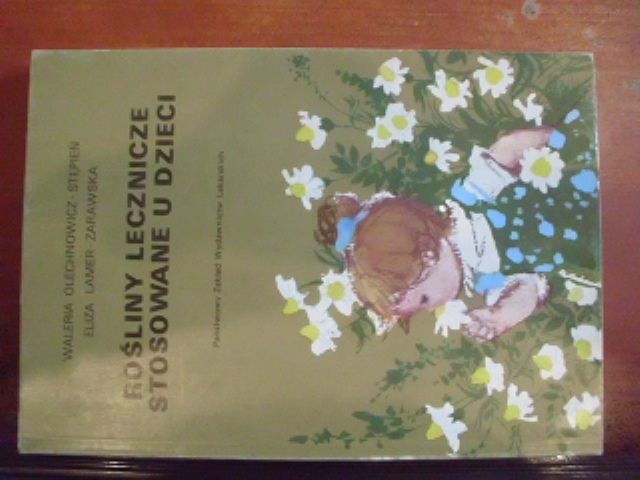 WALERIA OLECHNOWICZ-STĘPIEŃ
ELIZA LAMER-ZARAWSKA
ROŚLINY LECZNICZE
STOSOWANE U DZIECI
Państwowy Zakład Wydawnictw Lekarskich